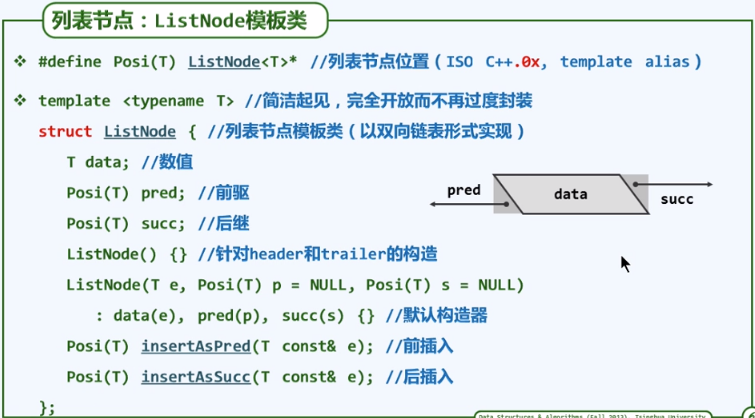 列表节点：ListNode模板类
❖ #define Posi(T) ListNode<T>* //列表节点位置（ISO C++.0x, template alias）
❖ template <typename T> //简洁起见，完全开放而不再过度封装
struct ListNode { //列表节点模板类（以双向链表形式实现）
T data; //数值
Posi(T) pred; //前驱
Posi(T) succ; //后继
pred
data
succ
ListNode() {} //针对header和trailer的构造
ListNode(T e, Posi(T) p = NULL, Posi(T) s = NULL)
: data(e), pred(p), succ(s) {} //默认构造器
Posi(T) insertAsPred(T const& e); //前插入
Posi(T) insertAsSucc(T const& e); //后插入
};
Data Structures & Algorithms (Fall 2013), Tsinghua University